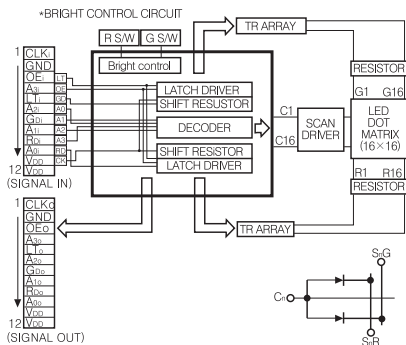 *BRIGHT CONTROL CIRCUIT
R S/W G S/W
Bright control
TR ARRAY
RESISTOR
G1 G16
LED
DOT
MATRIX
(16×16)
R1 R16
RESISTOR
TR ARRAY
C1
C16
SCAN
DRIVER
LATCH DRIVER
SHIFT RESUSTOR
DECODER
SHIFT RESISTOR
LATCH DRIVER
1
CLKi
GND
OEi
A3i
LTi
A2i
GDi
A1i
RDi
A0i
VDD
12 VDD
(SIGNAL IN)
LT
OE
GD
A0
A1
A2
A3
RD
CK
1
CLKo
GND
OEo
A3o
LTo
A2o
GDo
A1o
RDo
A0o
VDD
12 VDD
(SIGNAL OUT)
SnG
Cn
SnR